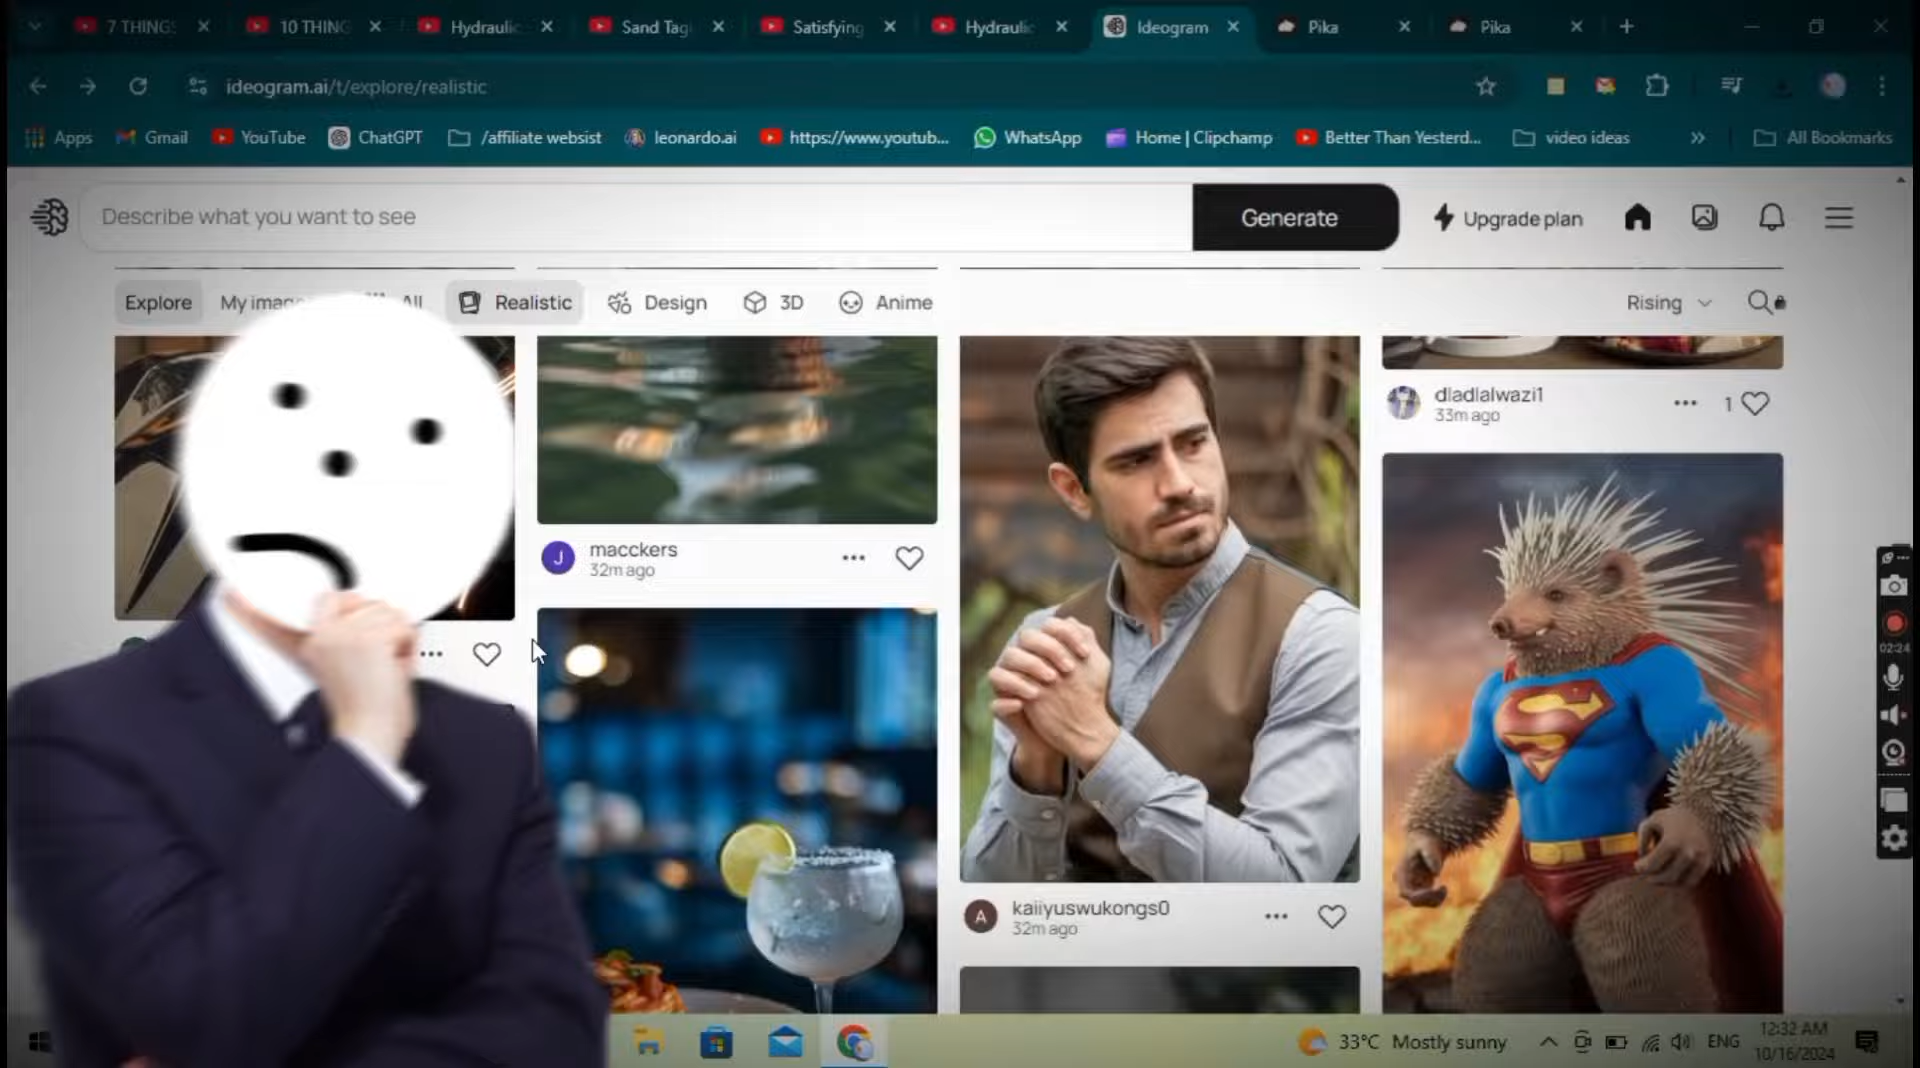 7 THINGS
10 THING
Hydraulic
Sand Tag
Satisfying
Hydraulic
Ideogram
Pika
Pika
ideogram.ai/t/explore/realistic
Apps
Gmail
YouTube
ChatGPT
/affiliate websist
leonardo.ai
https://www.youtub...
WhatsApp
Home | Clipchamp
Better Than Yesterd...
video ideas
All Bookmarks
Describe what you want to see
Generate
Upgrade plan
Explore
My imag
All
Realistic
Design
3D
Anime
Rising
dladlalwazi1
33m ago
1
J
macckers
32m ago
A
kaiiyuswukongs0
32m ago
02:24
33°C Mostly sunny
ENG
12:32 AM
10/16/2024